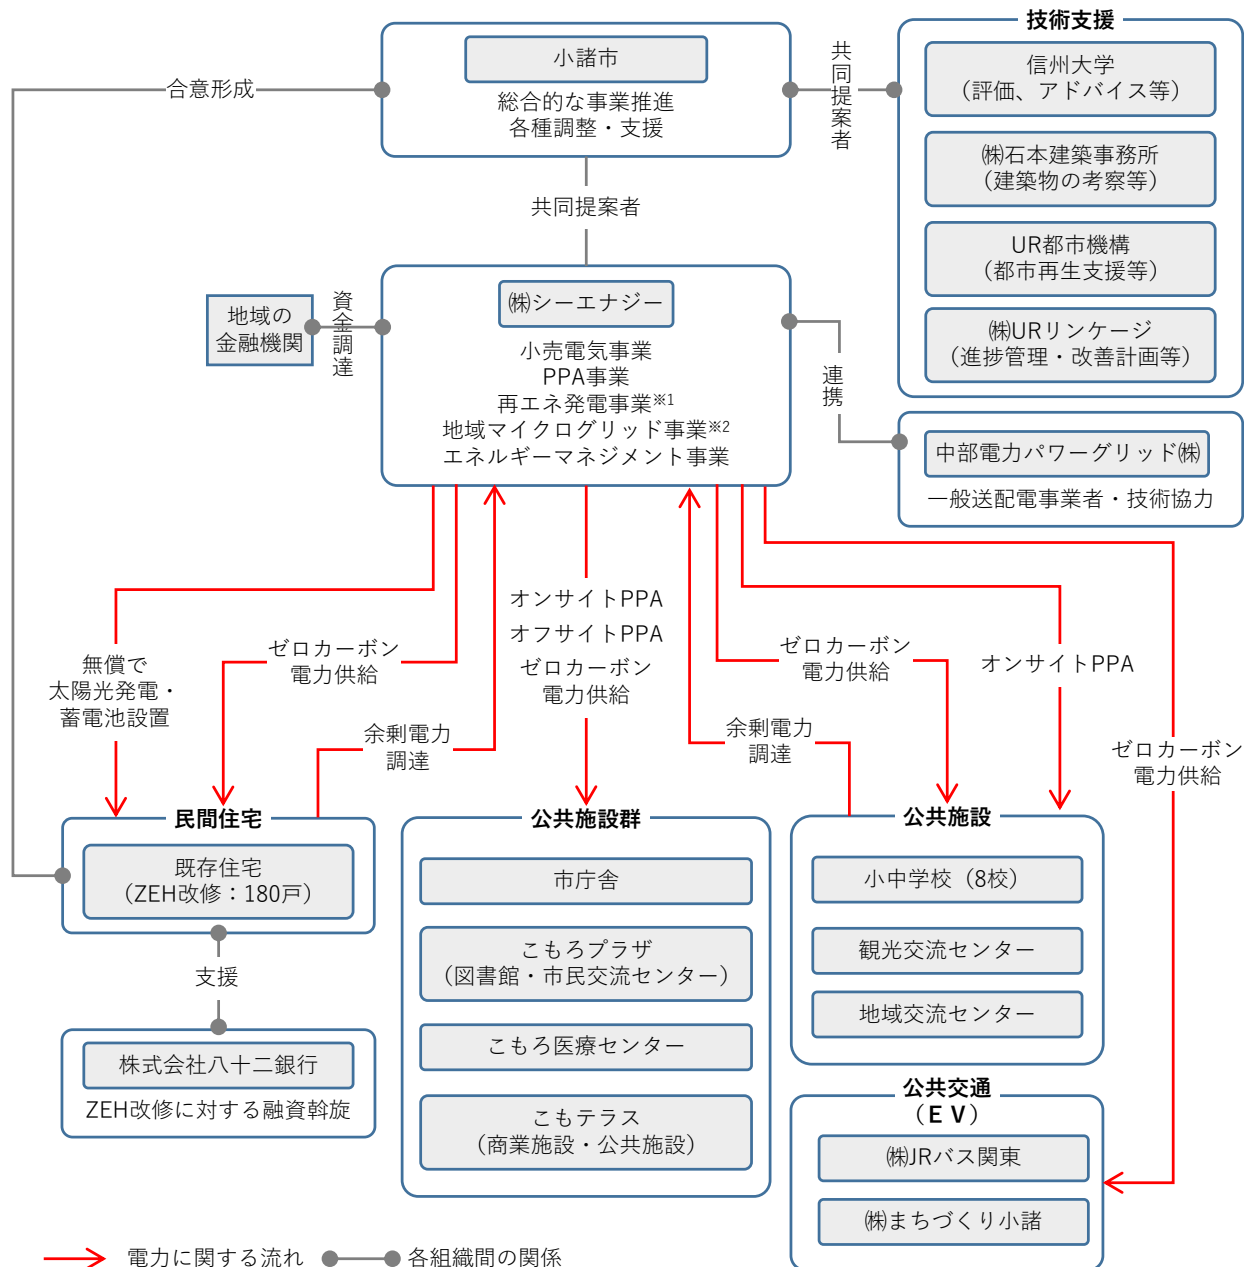 小諸市
総合的な事業推進
各種調整・支援
合意形成
共同提案者
技術支援
信州大学
（評価、アドバイス等）
㈱石本建築事務所
（建築物の考察等）
UR都市機構
（都市再生支援等）
㈱URリンケージ
（進捗管理・改善計画等）
共同提案者
地域の
金融機関
資金調達
㈱シーエナジー
小売電気事業
PPA事業
再エネ発電事業※1
地域マイクログリッド事業※2
エネルギーマネジメント事業
連携
中部電力パワーグリッド㈱
一般送配電事業者・技術協力
無償で
太陽光発電・
蓄電池設置
ゼロカーボン
電力供給
余剰電力
調達
オンサイトPPA
オフサイトPPA
ゼロカーボン
電力供給
余剰電力
調達
ゼロカーボン
電力供給
オンサイトPPA
ゼロカーボン
電力供給
民間住宅
既存住宅
（ZEH改修：180戸）
支援
株式会社八十二銀行
ZEH改修に対する融資斡旋
公共施設群
市庁舎
こもろプラザ
（図書館・市民交流センター）
こもろ医療センター
こもテラス
（商業施設・公共施設）
公共施設
小中学校（8校）
観光交流センター
地域交流センター
公共交通
（ＥＶ）
㈱JRバス関東
㈱まちづくり小諸
電力に関する流れ
各組織間の関係